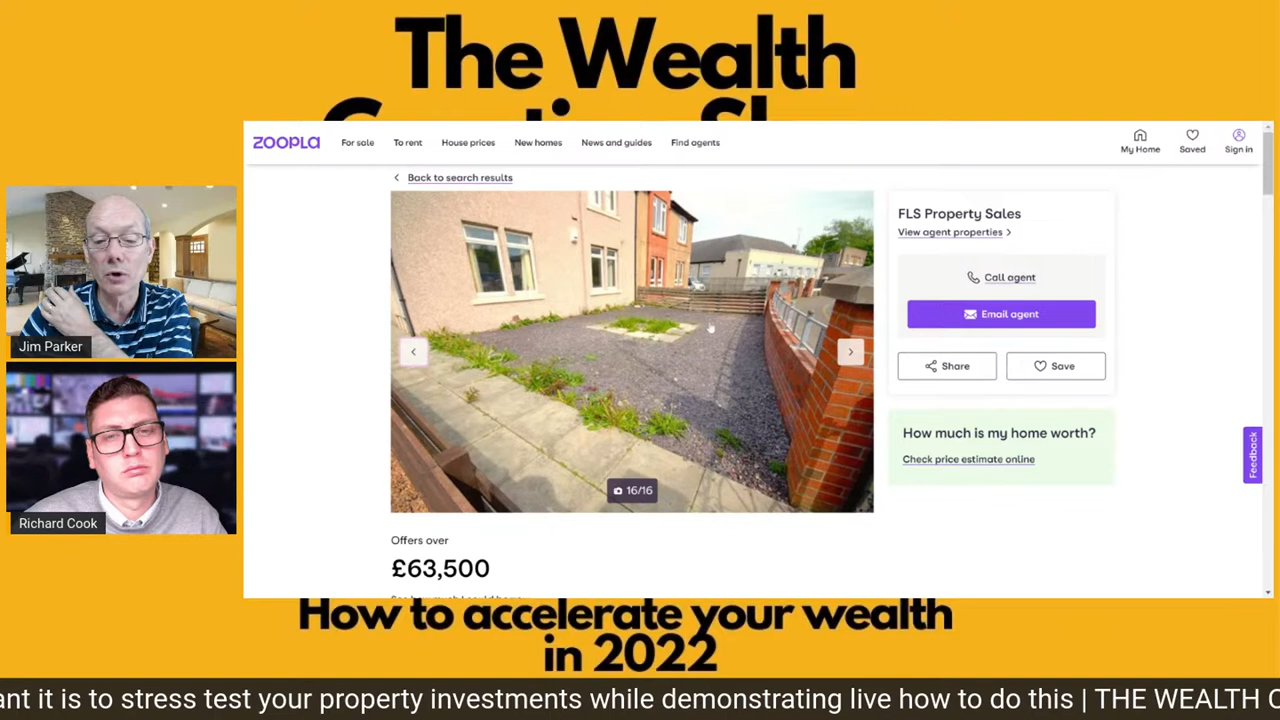 The Wealth
ZOOPLA
For sale
To rent
House prices
New homes
News and guides
Find agents
My Home
Saved
Sign in
Back to search results
FLS Property Sales
View agent properties
Call agent
Email agent
Share
Save
How much is my home worth?
Check price estimate online
Feedback
16/16
Offers over
£63,500
Jim Parker
Richard Cook
How to accelerate your wealth
in 2022
it is to stress test your property investments while demonstrating live how to do this | THE WEALTH